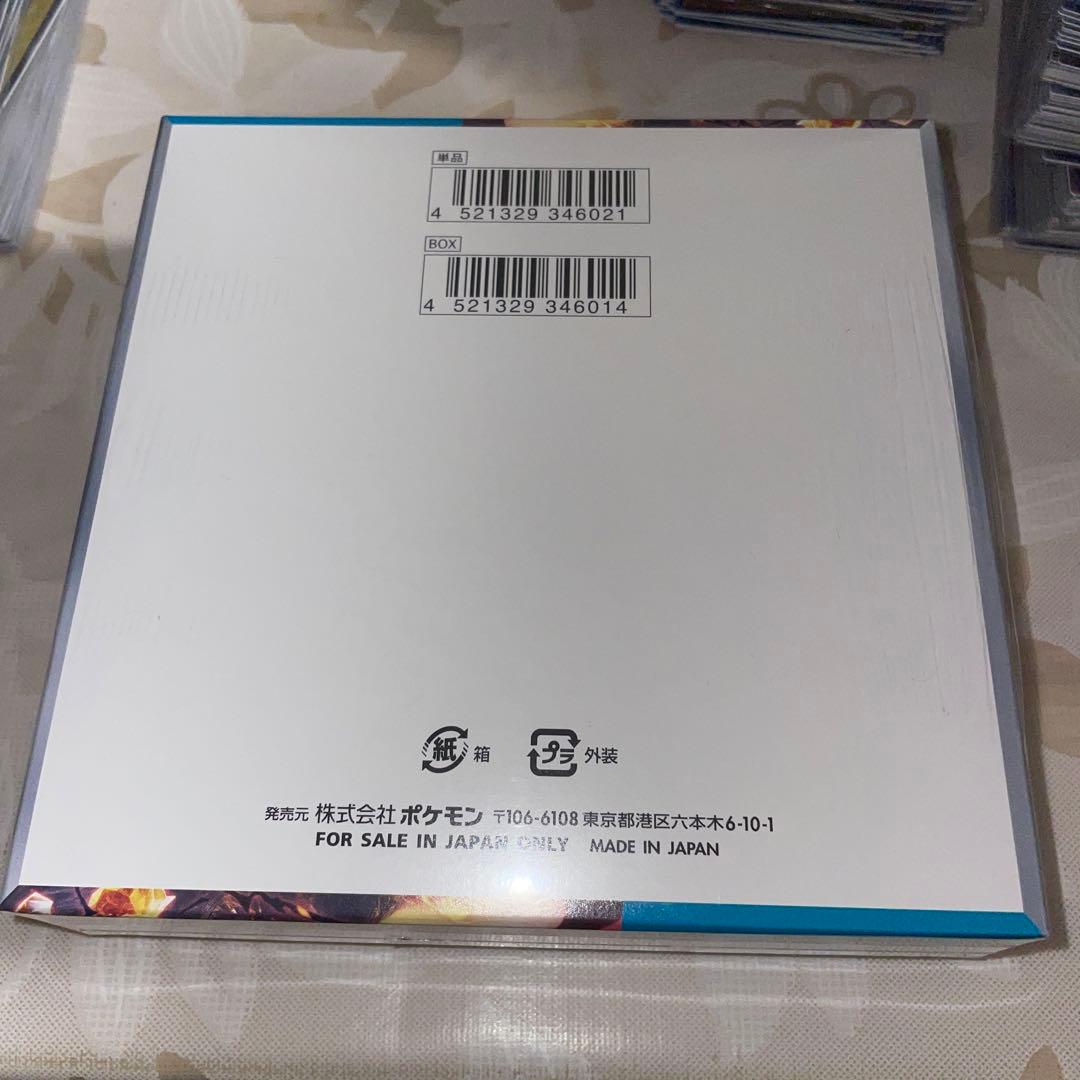 単品
4 521329 346021
BOX
4 521329 346014
紙 箱 プラ 外装
発売元 株式会社ポケモン 〒106-6108 東京都港区六本木6-10-1
FOR SALE IN JAPAN ONLY MADE IN JAPAN